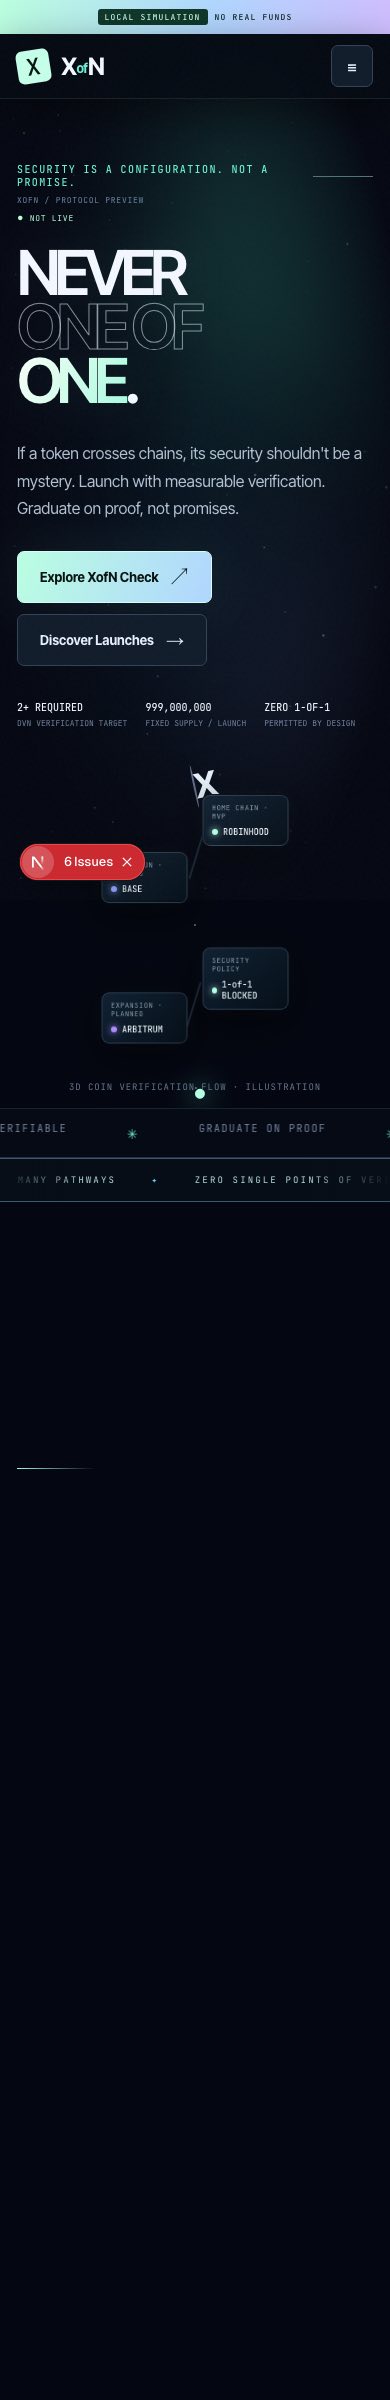 LOCAL SIMULATION NO REAL FUNDS
X XofN
SECURITY IS A CONFIGURATION. NOT A
PROMISE.
XOFN / PROTOCOL PREVIEW
NOT LIVE
NEVER
ONE OF
ONE.
If a token crosses chains, its security shouldn't be a
mystery. Launch with measurable verification.
Graduate on proof, not promises.
Explore XofN Check
Discover Launches
2+ REQUIRED
DVN VERIFICATION TARGET
999,000,000
FIXED SUPPLY / LAUNCH
ZERO 1-OF-1
PERMITTED BY DESIGN
X
HOME CHAIN ·
MVP
ROBINHOOD
N 6 Issues
BASE
SECURITY
POLICY
1-of-1
BLOCKED
EXPANSION ·
PLANNED
ARBITRUM
3D COIN VERIFICATION FLOW · ILLUSTRATION
ERIFIABLE GRADUATE ON PROOF
MANY PATHWAYS ZERO SINGLE POINTS OF VER